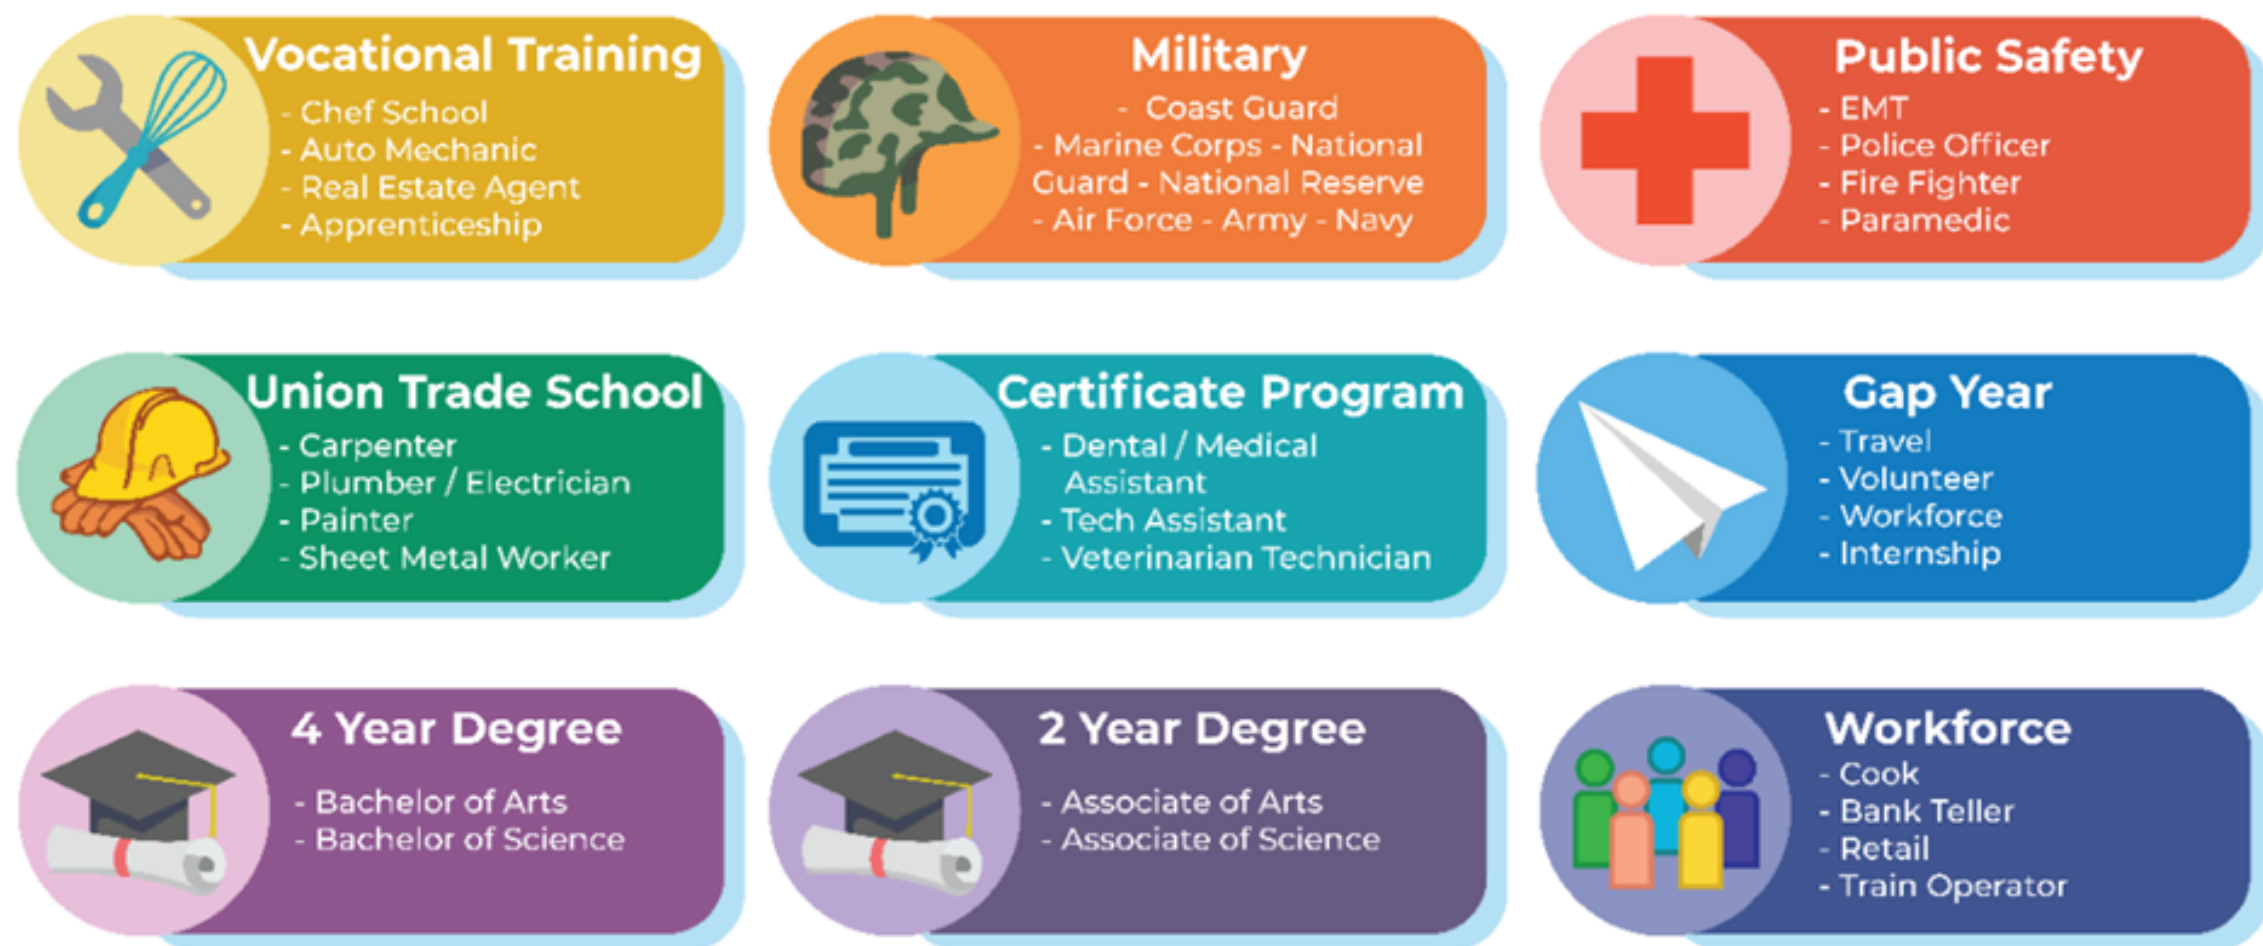 Vocational Training
- Chef School
- Auto Mechanic
- Real Estate Agent
- Apprenticeship
Military
- Coast Guard
- Marine Corps - National
Guard - National Reserve
- Air Force - Army - Navy
Public Safety
- EMT
- Police Officer
- Fire Fighter
- Paramedic
Union Trade School
- Carpenter
- Plumber / Electrician
- Painter
- Sheet Metal Worker
Certificate Program
- Dental / Medical
Assistant
- Tech Assistant
- Veterinarian Technician
Gap Year
- Travel
- Volunteer
- Workforce
- Internship
4 Year Degree
- Bachelor of Arts
- Bachelor of Science
2 Year Degree
- Associate of Arts
- Associate of Science
Workforce
- Cook
- Bank Teller
- Retail
- Train Operator